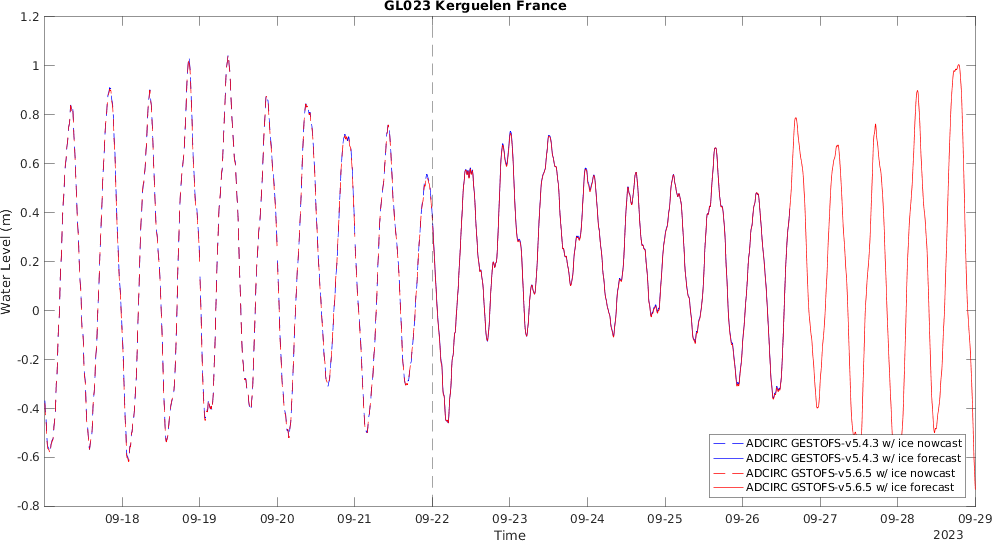 GL023 Kerguelen France
1.2
1
0.8
0.6
0.4
0.2
0
-0.2
-0.4
-0.6
-0.8
Water Level (m)
ADCIRC GESTOFS-v5.4.3 w/ ice nowcast
ADCIRC GESTOFS-v5.4.3 w/ ice forecast
ADCIRC GSTOFS-v5.6.5 w/ ice nowcast
ADCIRC GSTOFS-v5.6.5 w/ ice forecast
09-18 09-19 09-20 09-21 09-22 09-23 09-24 09-25 09-26 09-27 09-28 09-29
Time
2023